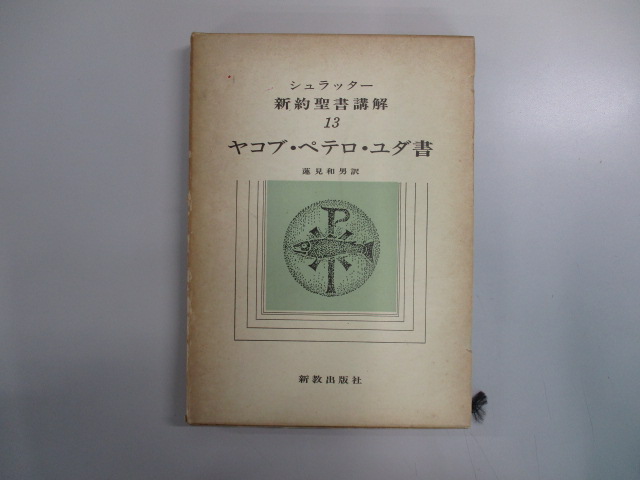 シュラッター
新約聖書講解
13
ヤコブ・ペテロ・ユダ書
蓮見和男訳
新教出版社